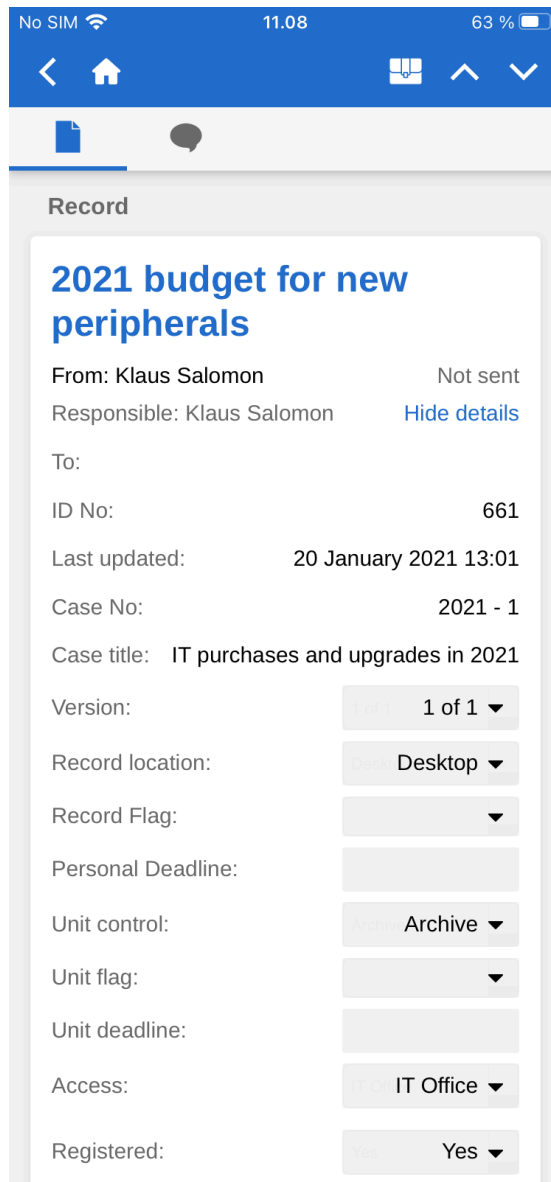 No SIM 11.08 63 %
Record
2021 budget for new
peripherals
From: Klaus Salomon Not sent
Responsible: Klaus Salomon Hide details
To:
ID No: 661
Last updated: 20 January 2021 13:01
Case No: 2021 - 1
Case title: IT purchases and upgrades in 2021
Version: 1 of 1
Record location: Desktop
Record Flag:
Personal Deadline:
Unit control: Archive
Unit flag:
Unit deadline:
Access: IT Office
Registered: Yes